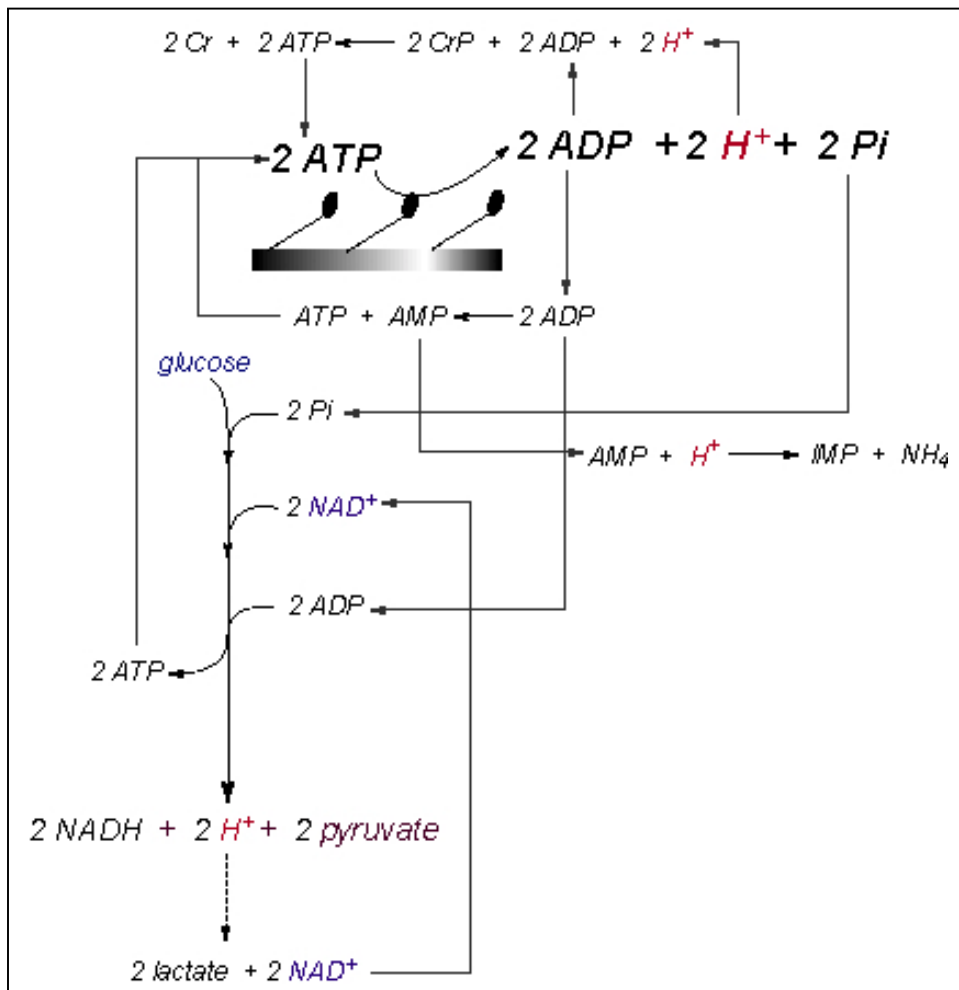 2 Cr + 2 ATP 2 CrP + 2 ADP + 2 H⁺
2 ATP 2 ADP + 2 H⁺ + 2 Pi
ATP + AMP 2 ADP
glucose
2 Pi
AMP + H⁺ IMP + NH₄
2 NAD⁺
2 ADP
2 ATP
2 NADH + 2 H⁺ + 2 pyruvate
2 lactate + 2 NAD⁺